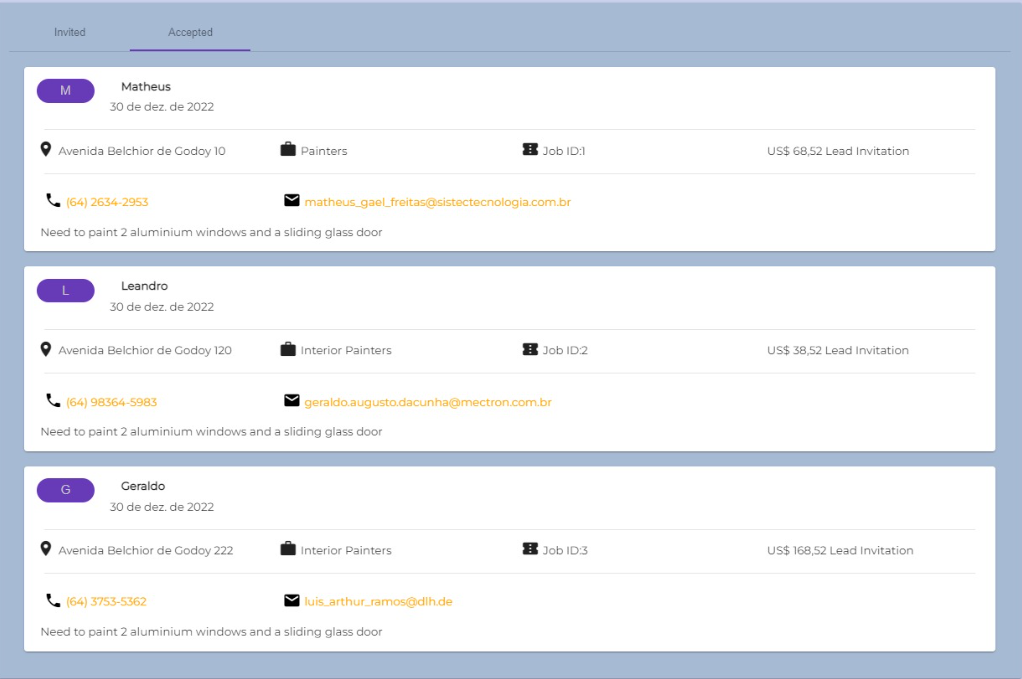 Invited Accepted
M Matheus
30 de dez. de 2022
Avenida Belchior de Godoy 10 Painters Job ID:1 US$ 68,52 Lead Invitation
(64) 2634-2953 matheus_gael_freitas@sistectecnologia.com.br
Need to paint 2 aluminium windows and a sliding glass door
L Leandro
30 de dez. de 2022
Avenida Belchior de Godoy 120 Interior Painters Job ID:2 US$ 38,52 Lead Invitation
(64) 98364-5983 geraldo.augusto.dacunha@mectron.com.br
Need to paint 2 aluminium windows and a sliding glass door
G Geraldo
30 de dez. de 2022
Avenida Belchior de Godoy 222 Interior Painters Job ID:3 US$ 168,52 Lead Invitation
(64) 3753-5362 luis_arthur_ramos@dlh.de
Need to paint 2 aluminium windows and a sliding glass door